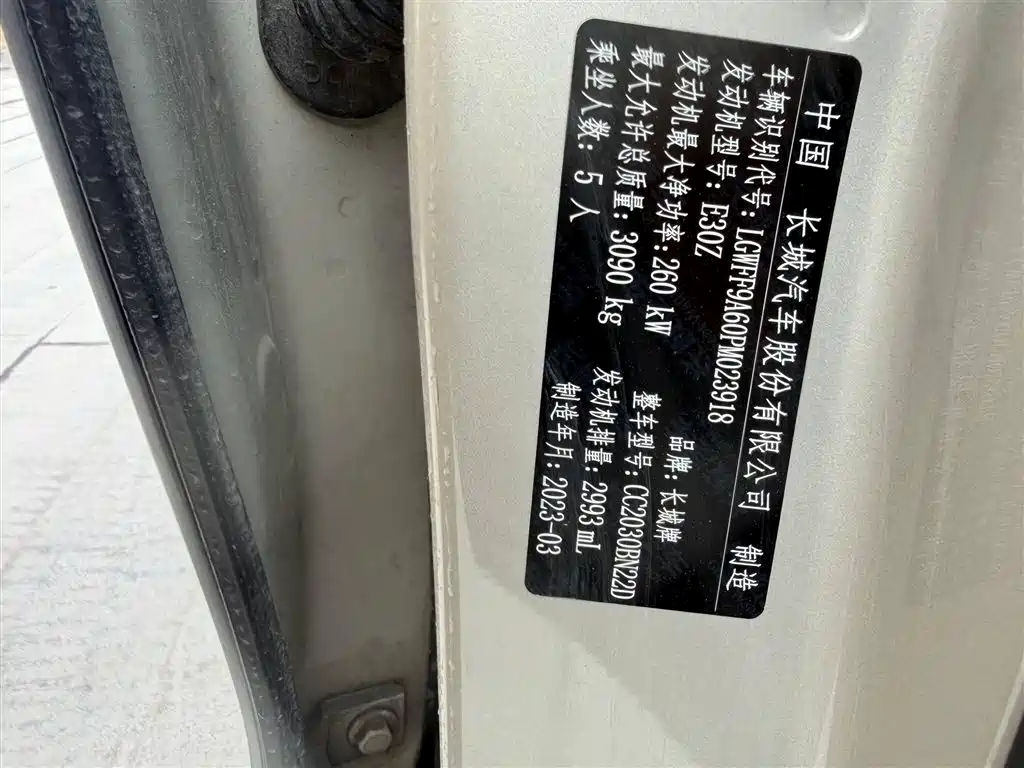 中国 长城汽车股份有限公司 制造
车辆识别代号：LGWFF9A60PM023918
发动机型号：E30Z 品牌：长城牌
发动机最大净功率：260 kW 整车型号：CC2030BN22D
最大允许总质量：3090 kg 发动机排量：2993 mL
乘坐人数：5 人 制造年月：2023-03